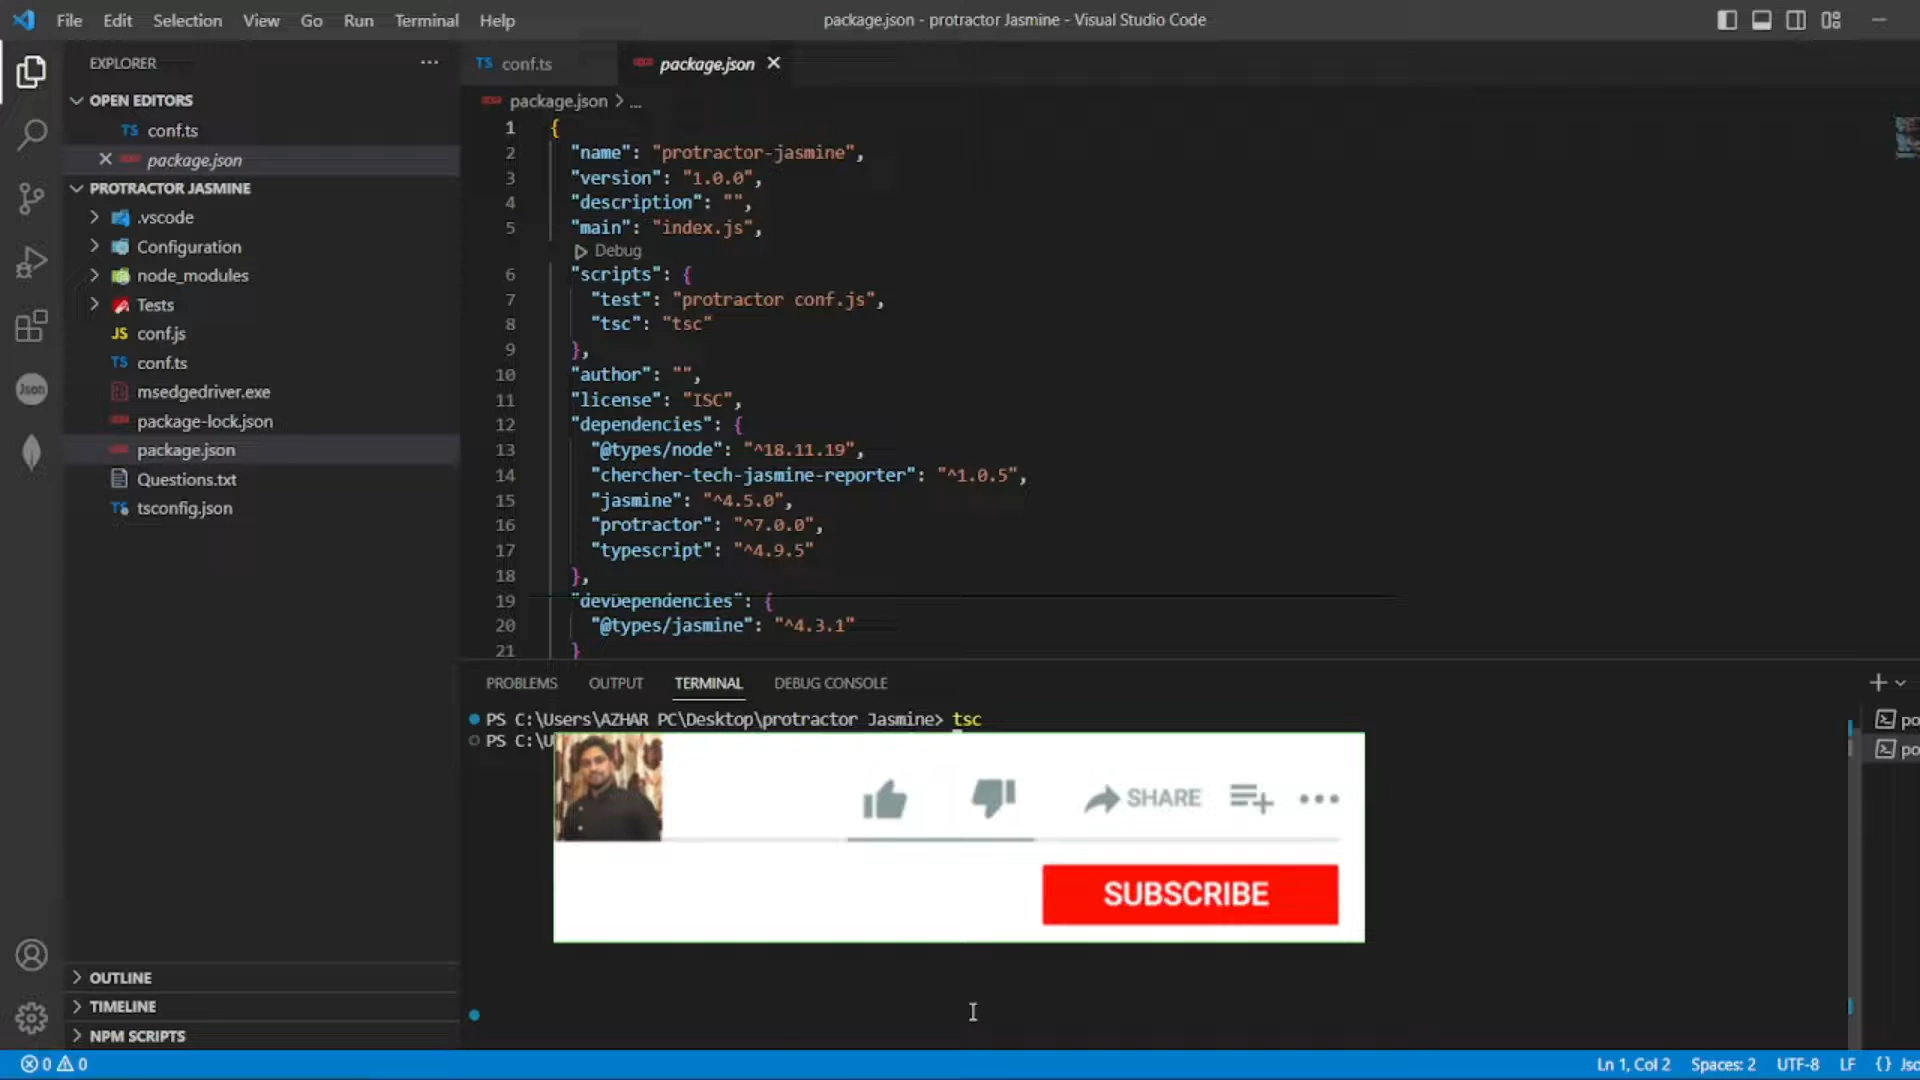 File Edit Selection View Go Run Terminal Help
package.json - protractor Jasmine - Visual Studio Code
EXPLORER
OPEN EDITORS
TS conf.ts
package.json
PROTRACTOR JASMINE
.vscode
Configuration
node_modules
Tests
JS conf.js
TS conf.ts
msedgedriver.exe
package-lock.json
package.json
Questions.txt
tsconfig.json
OUTLINE
TIMELINE
NPM SCRIPTS
Json
TS conf.ts package.json
package.json > ...
1 {
2 "name": "protractor-jasmine",
3 "version": "1.0.0",
4 "description": "",
5 "main": "index.js",
Debug
6 "scripts": {
7 "test": "protractor conf.js",
8 "tsc": "tsc"
9 },
10 "author": "",
11 "license": "ISC",
12 "dependencies": {
13 "@types/node": "^18.11.19",
14 "chercher-tech-jasmine-reporter": "^1.0.5",
15 "jasmine": "^4.5.0",
16 "protractor": "^7.0.0",
17 "typescript": "^4.9.5"
18 },
19 "devDependencies": {
20 "@types/jasmine": "^4.3.1"
21 }
PROBLEMS OUTPUT TERMINAL DEBUG CONSOLE
PS C:\Users\AZHAR PC\Desktop\protractor Jasmine> tsc
PS C:\U
po
po
SHARE
SUBSCRIBE
0 0
Ln 1, Col 2 Spaces: 2 UTF-8 LF {} Jso